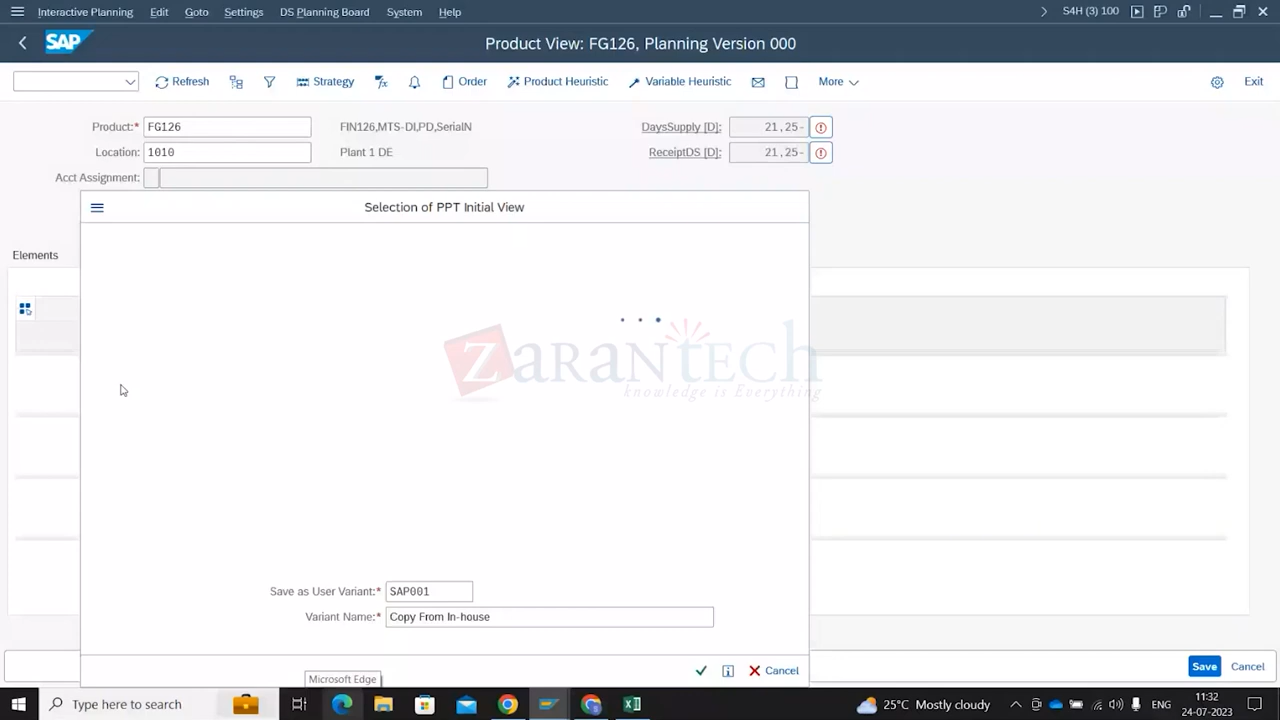 Interactive Planning Edit Goto Settings DS Planning Board System Help S4H (3) 100
SAP Product View: FG126, Planning Version 000
Refresh Strategy Order Product Heuristic Variable Heuristic More Exit
Product:* FG126 FIN126,MTS-DI,PD,SerialN DaysSupply [D]: 21,25-
Location: 1010 Plant 1 DE ReceiptDS [D]: 21,25-
Acct Assignment:
Selection of PPT Initial View
Elements
ZaranTech
knowledge is Everything
Save as User Variant:* SAP001
Variant Name:* Copy From In-house
Cancel
Save Cancel
Microsoft Edge
Type here to search 25°C Mostly cloudy ENG 11:32
24-07-2023